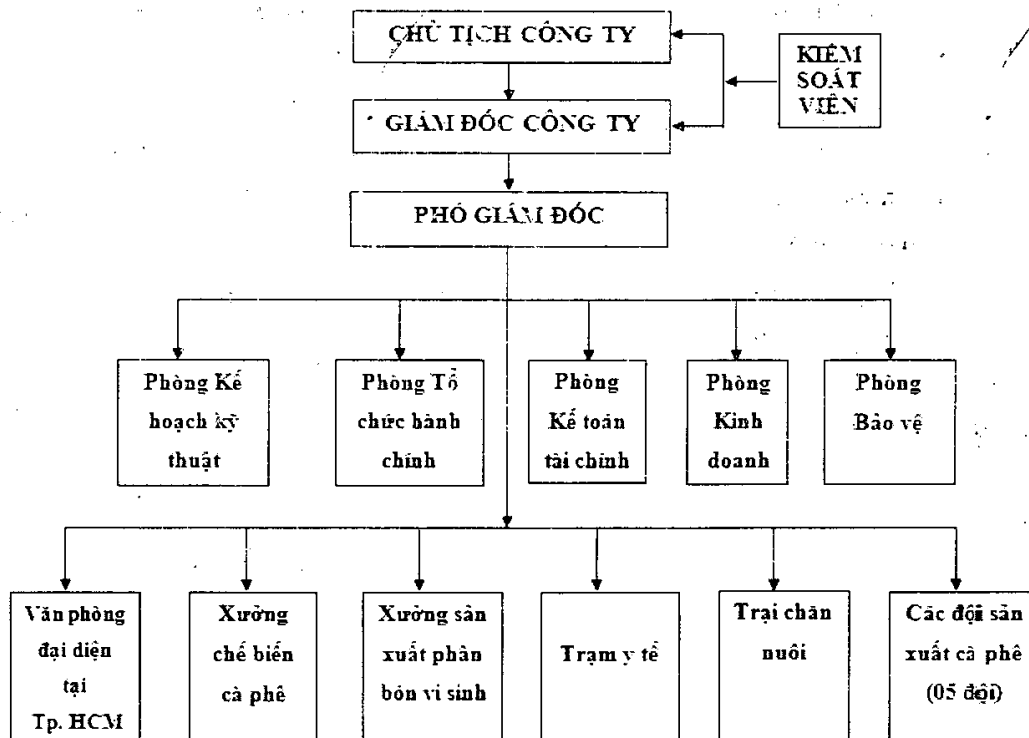 CHỦ TỊCH CÔNG TY
KIỂM
SOÁT
VIÊN
GIÁM ĐỐC CÔNG TY
PHÓ GIÁM ĐỐC
Phòng Kế
hoạch kỹ
thuật
Phòng Tổ
chức hành
chính
Phòng
Kế toán
tài chính
Phòng
Kinh
doanh
Phòng
Bảo vệ
Văn phòng
đại diện
tại
Tp. HCM
Xưởng
chế biến
cà phê
Xưởng sản
xuất phân
bón vi sinh
Trạm y tế
Trại chăn
nuôi
Các đội sản
xuất cà phê
(05 đội)